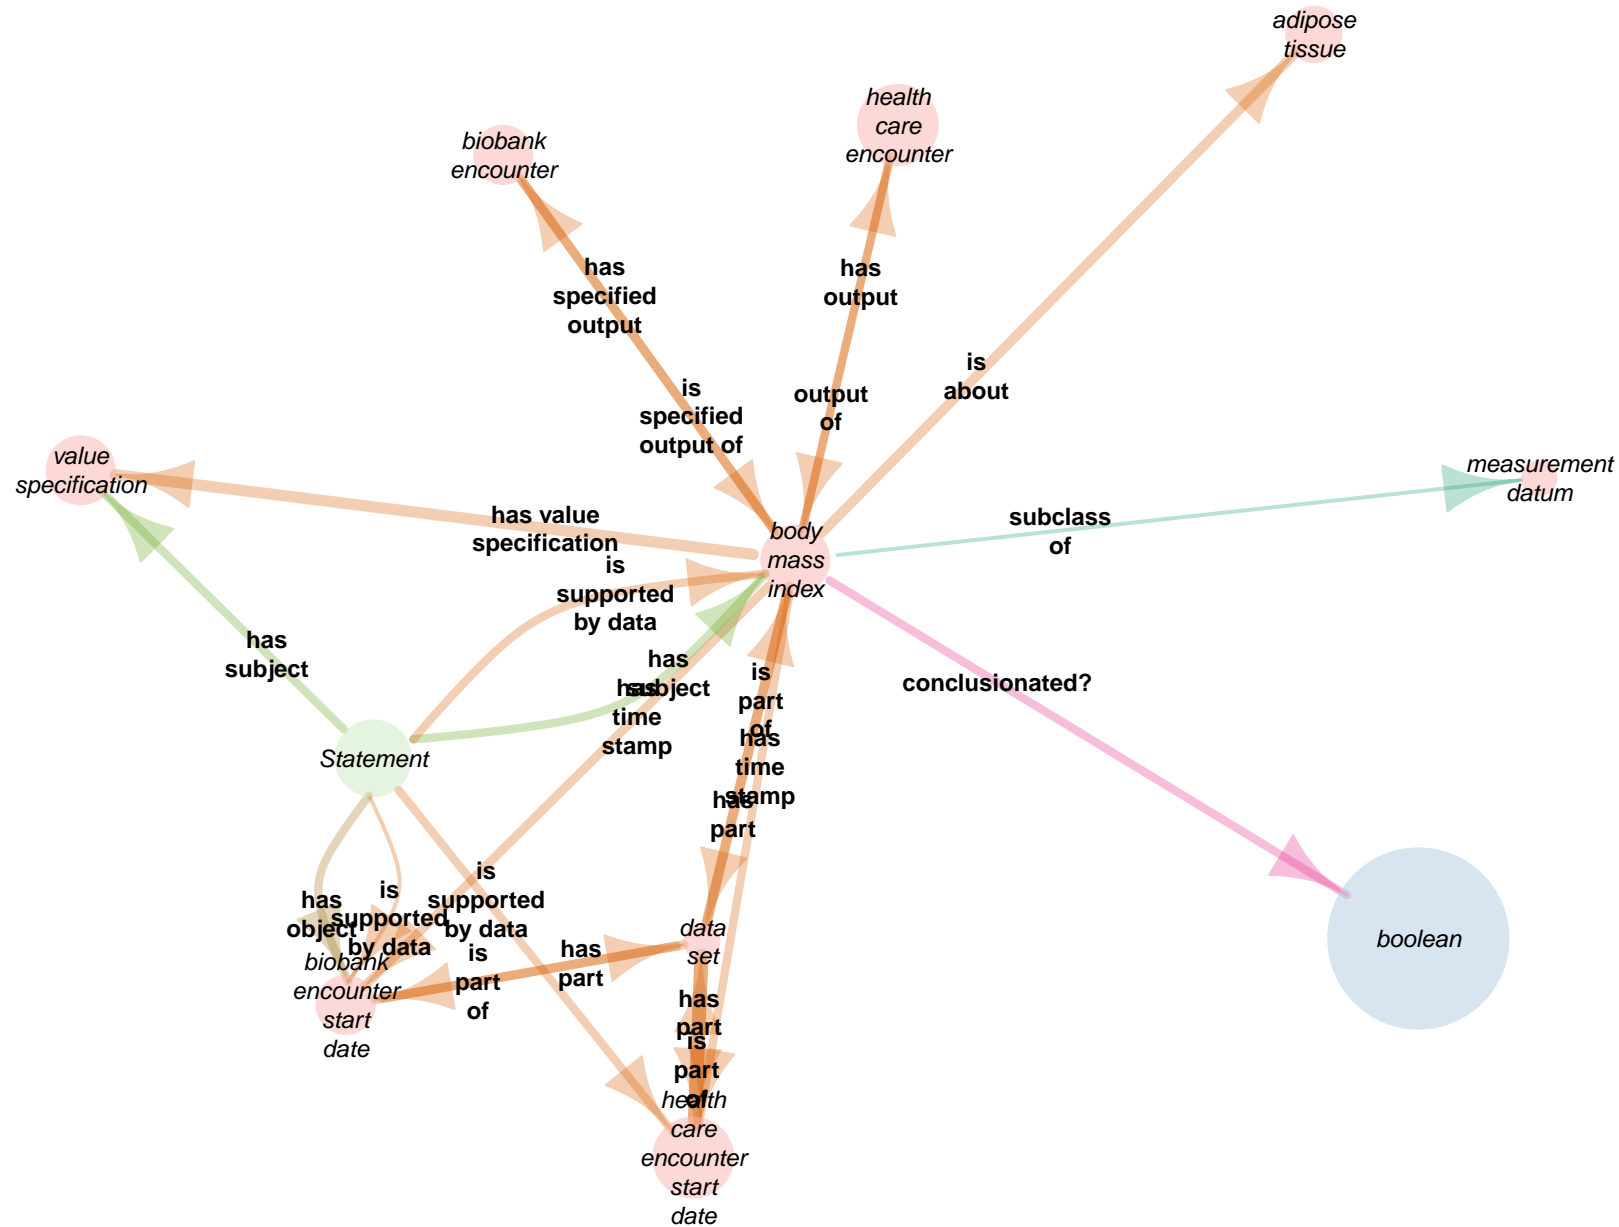 adipose
tissue
health
care
encounter
biobank
encounter
has
specified
output
has
output
is
about
is
specified
output of
output
of
value
specification
measurement
datum
has value
specification
subclass
of
body
mass
index
is
supported
by data
has
subject
has
subject
has
time
stamp
is
part
of
conclusionated?
has
time
stamp
Statement
has
part
is
supported
by data
has
object
is
supported
by data
data
set
boolean
has
part
is
part
of
biobank
encounter
start
date
has
part
is
part
of
health
care
encounter
start
date